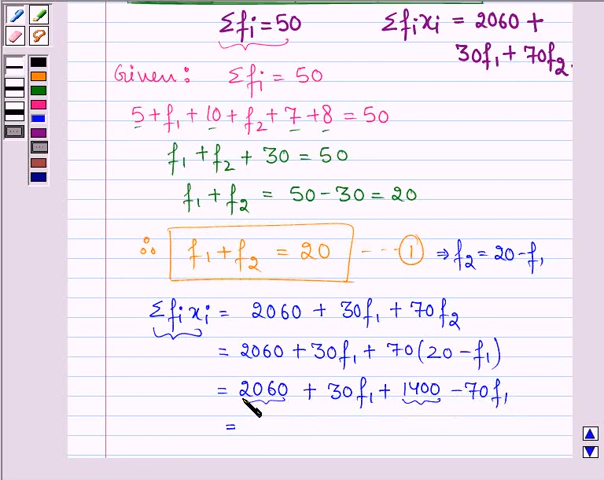 Σfᵢ = 50    Σfᵢxᵢ = 2060 +
30f₁ + 70f₂.
Given: Σfᵢ = 50
5 + f₁ + 10 + f₂ + 7 + 8 = 50
f₁ + f₂ + 30 = 50
f₁ + f₂ = 50 - 30 = 20
∴ f₁ + f₂ = 20 ---- ① ⇒ f₂ = 20 - f₁
Σfᵢxᵢ = 2060 + 30f₁ + 70f₂
= 2060 + 30f₁ + 70(20 - f₁)
= 2060 + 30f₁ + 1400 - 70f₁
=